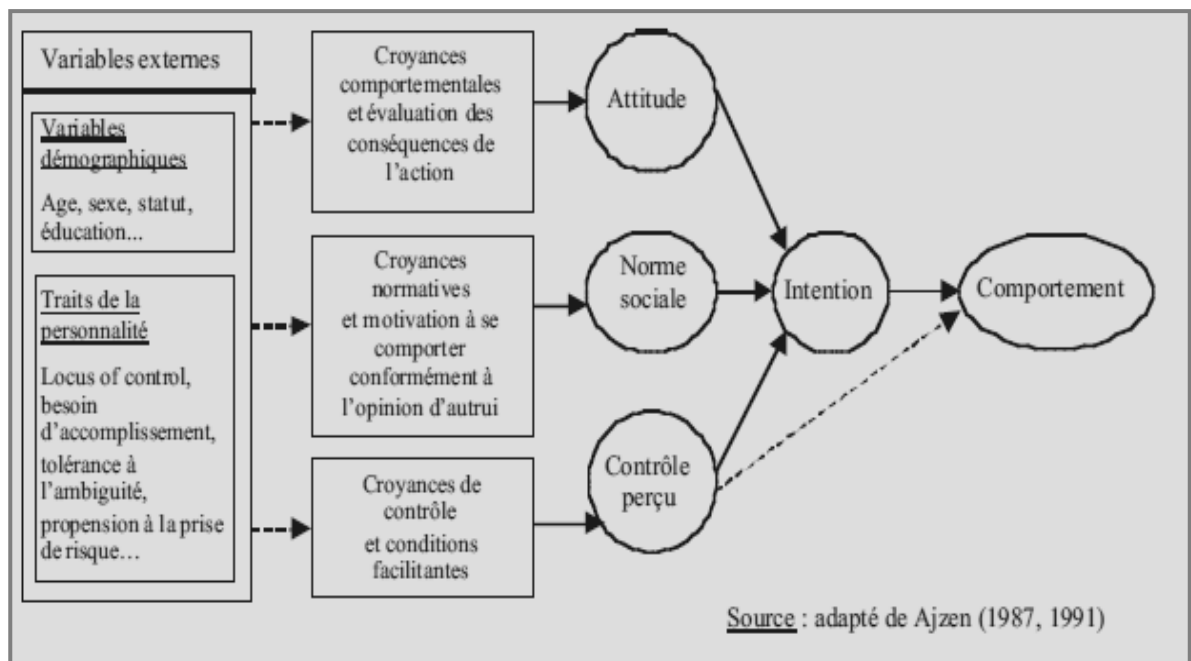 Variables externes
Variables
démographiques
Age, sexe, statut,
éducation...
Traits de la
personnalité
Locus of control,
besoin
d'accomplissement,
tolérance à
l'ambiguité,
propension à la prise
de risque…
Croyances
comportementales
et évaluation des
conséquences de
l'action
Croyances
normatives
et motivation à se
comporter
conformément à
l'opinion d'autrui
Croyances de
contrôle
et conditions
facilitantes
Attitude
Norme
sociale
Contrôle
perçu
Intention
Comportement
Source : adapté de Ajzen (1987, 1991)